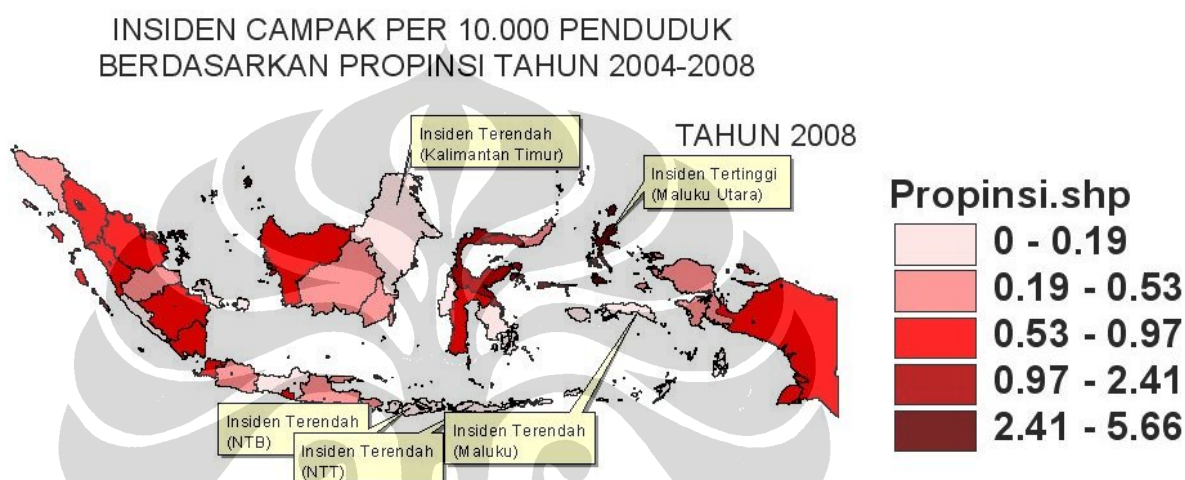 INSIDEN CAMPAK PER 10.000 PENDUDUK
BERDASARKAN PROPINSI TAHUN 2004-2008
TAHUN 2008
Insiden Terendah
(Kalimantan Timur)
Insiden Tertinggi
(Maluku Utara)
Insiden Terendah
(NTB)
Insiden Terendah
(NTT)
Insiden Terendah
(Maluku)
Propinsi.shp
0 - 0.19
0.19 - 0.53
0.53 - 0.97
0.97 - 2.41
2.41 - 5.66